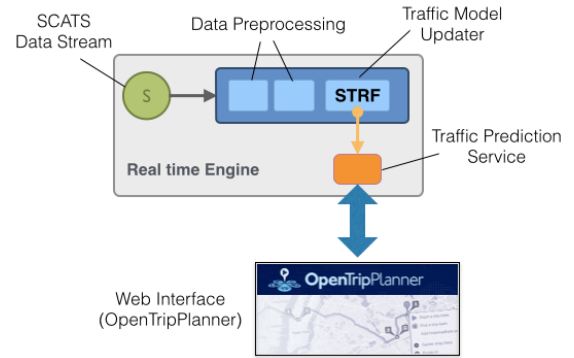 SCATS
Data Stream
Data Preprocessing
Traffic Model
Updater
S
STRF
Traffic Prediction
Service
Real time Engine
OpenTripPlanner
Web Interface
(OpenTripPlanner)